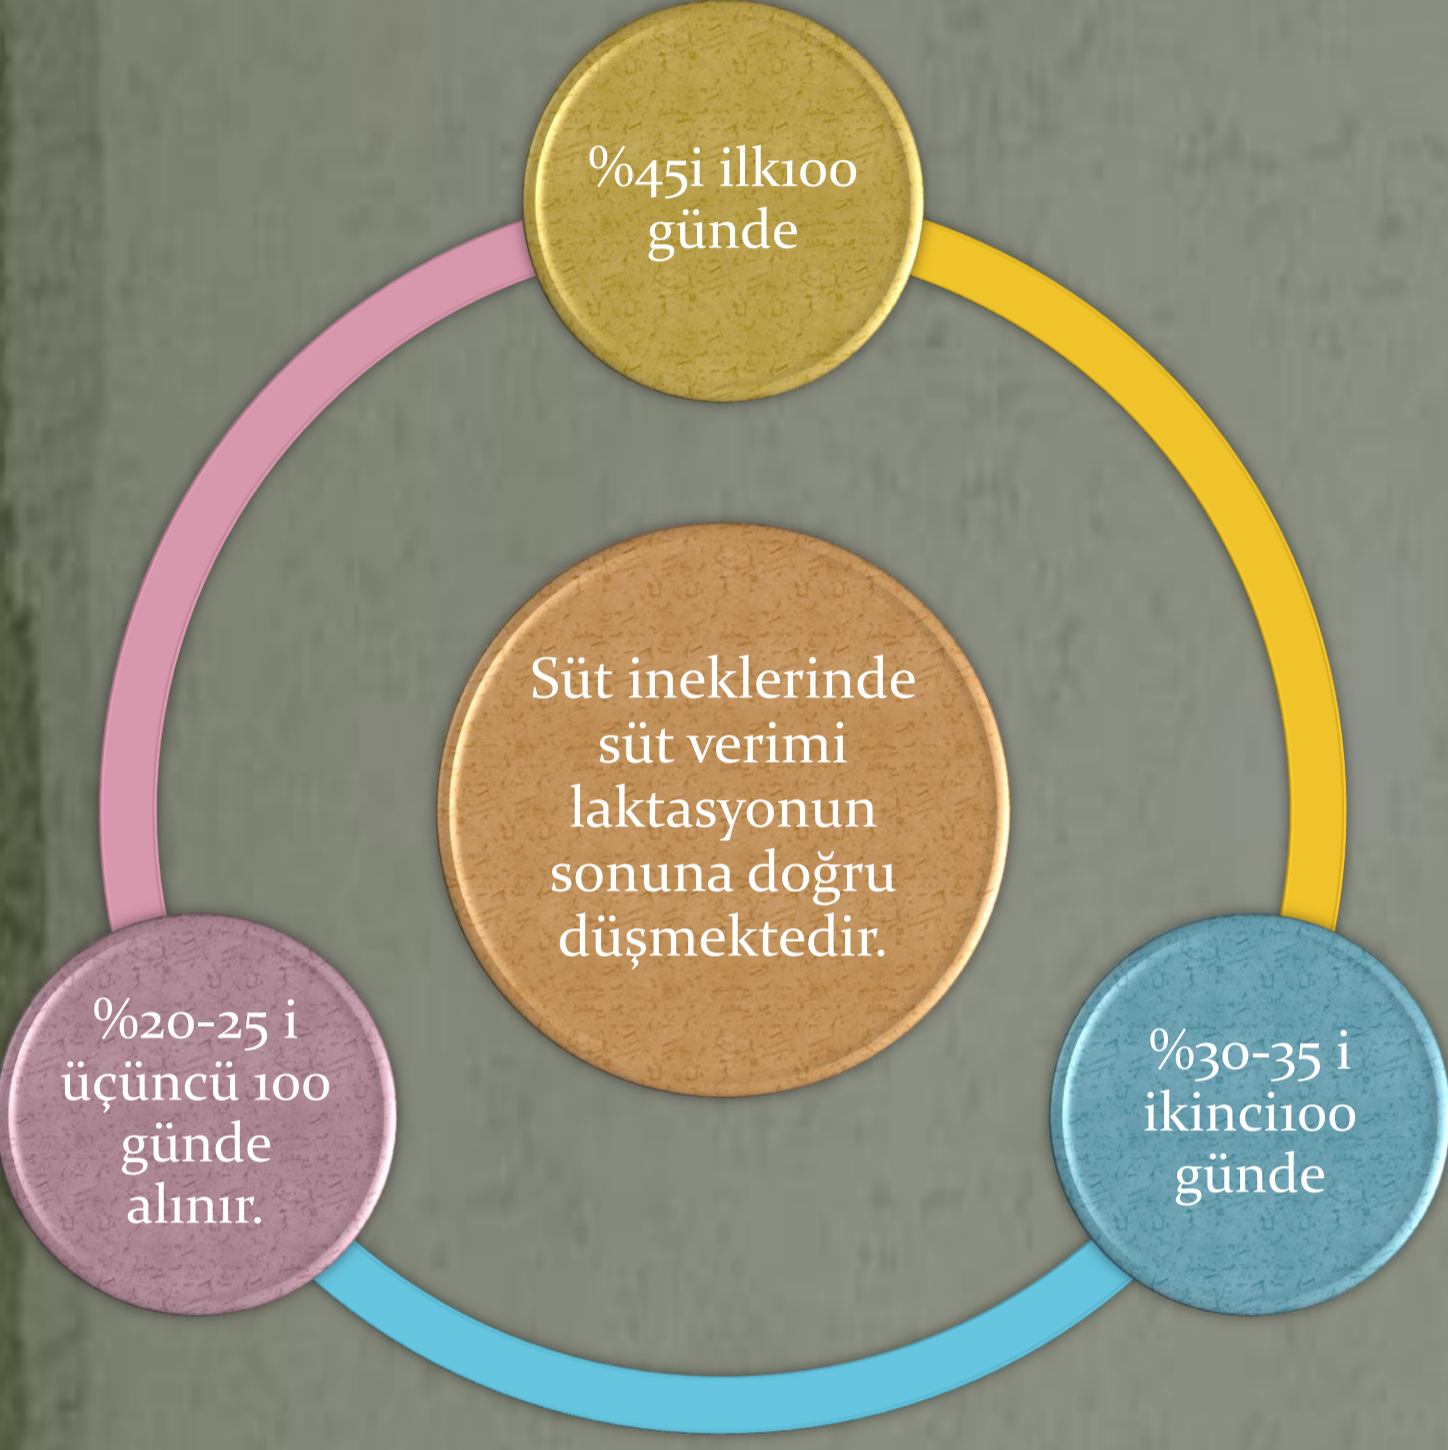 %45i ilk100
günde
Süt ineklerinde
süt verimi
laktasyonun
sonuna doğru
düşmektedir.
%20-25 i
üçüncü 100
günde
alınır.
%30-35 i
ikinci100
günde